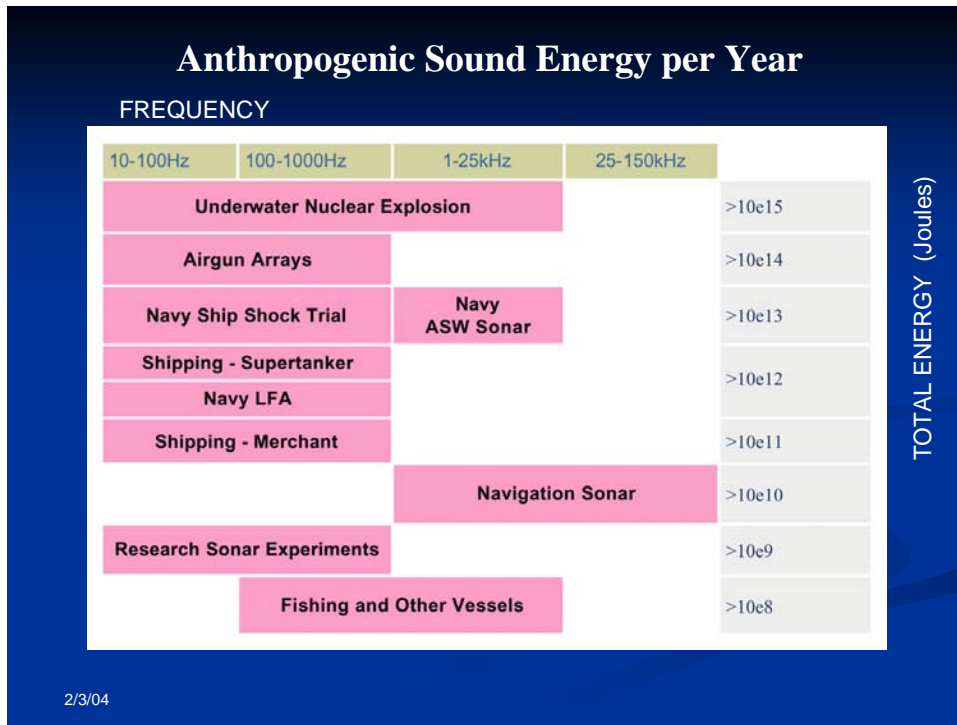 Anthropogenic Sound Energy per Year
FREQUENCY
10-100Hz 100-1000Hz 1-25kHz 25-150kHz
Underwater Nuclear Explosion >10e15
Airgun Arrays >10e14
Navy Ship Shock Trial Navy ASW Sonar >10e13
Shipping - Supertanker
>10e12
Navy LFA
Shipping - Merchant >10e11
Navigation Sonar >10e10
Research Sonar Experiments >10e9
Fishing and Other Vessels >10e8
TOTAL ENERGY (Joules)
2/3/04